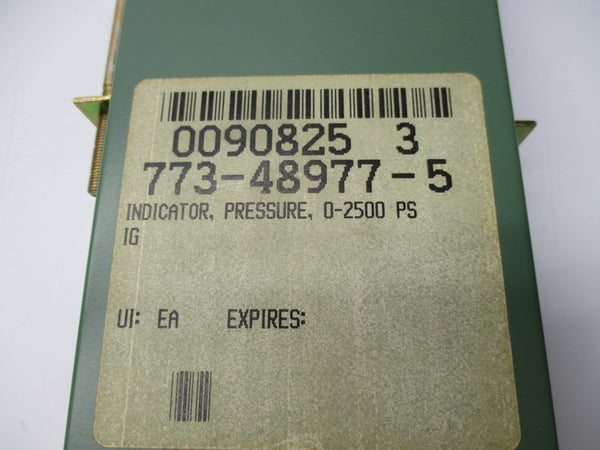 0090825 3
773-48977-5
INDICATOR, PRESSURE, 0-2500 PS
IG
UI: EA EXPIRES: